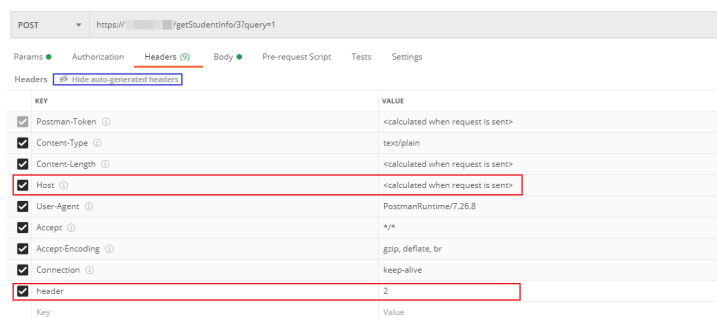 POST https:// /getStudentInfo/3?query=1
Params Authorization Headers (9) Body Pre-request Script Tests Settings
Headers Hide auto-generated headers
KEY VALUE
Postman-Token <calculated when request is sent>
Content-Type text/plain
Content-Length <calculated when request is sent>
Host <calculated when request is sent>
User-Agent PostmanRuntime/7.26.8
Accept */*
Accept-Encoding gzip, deflate, br
Connection keep-alive
header 2
Key Value